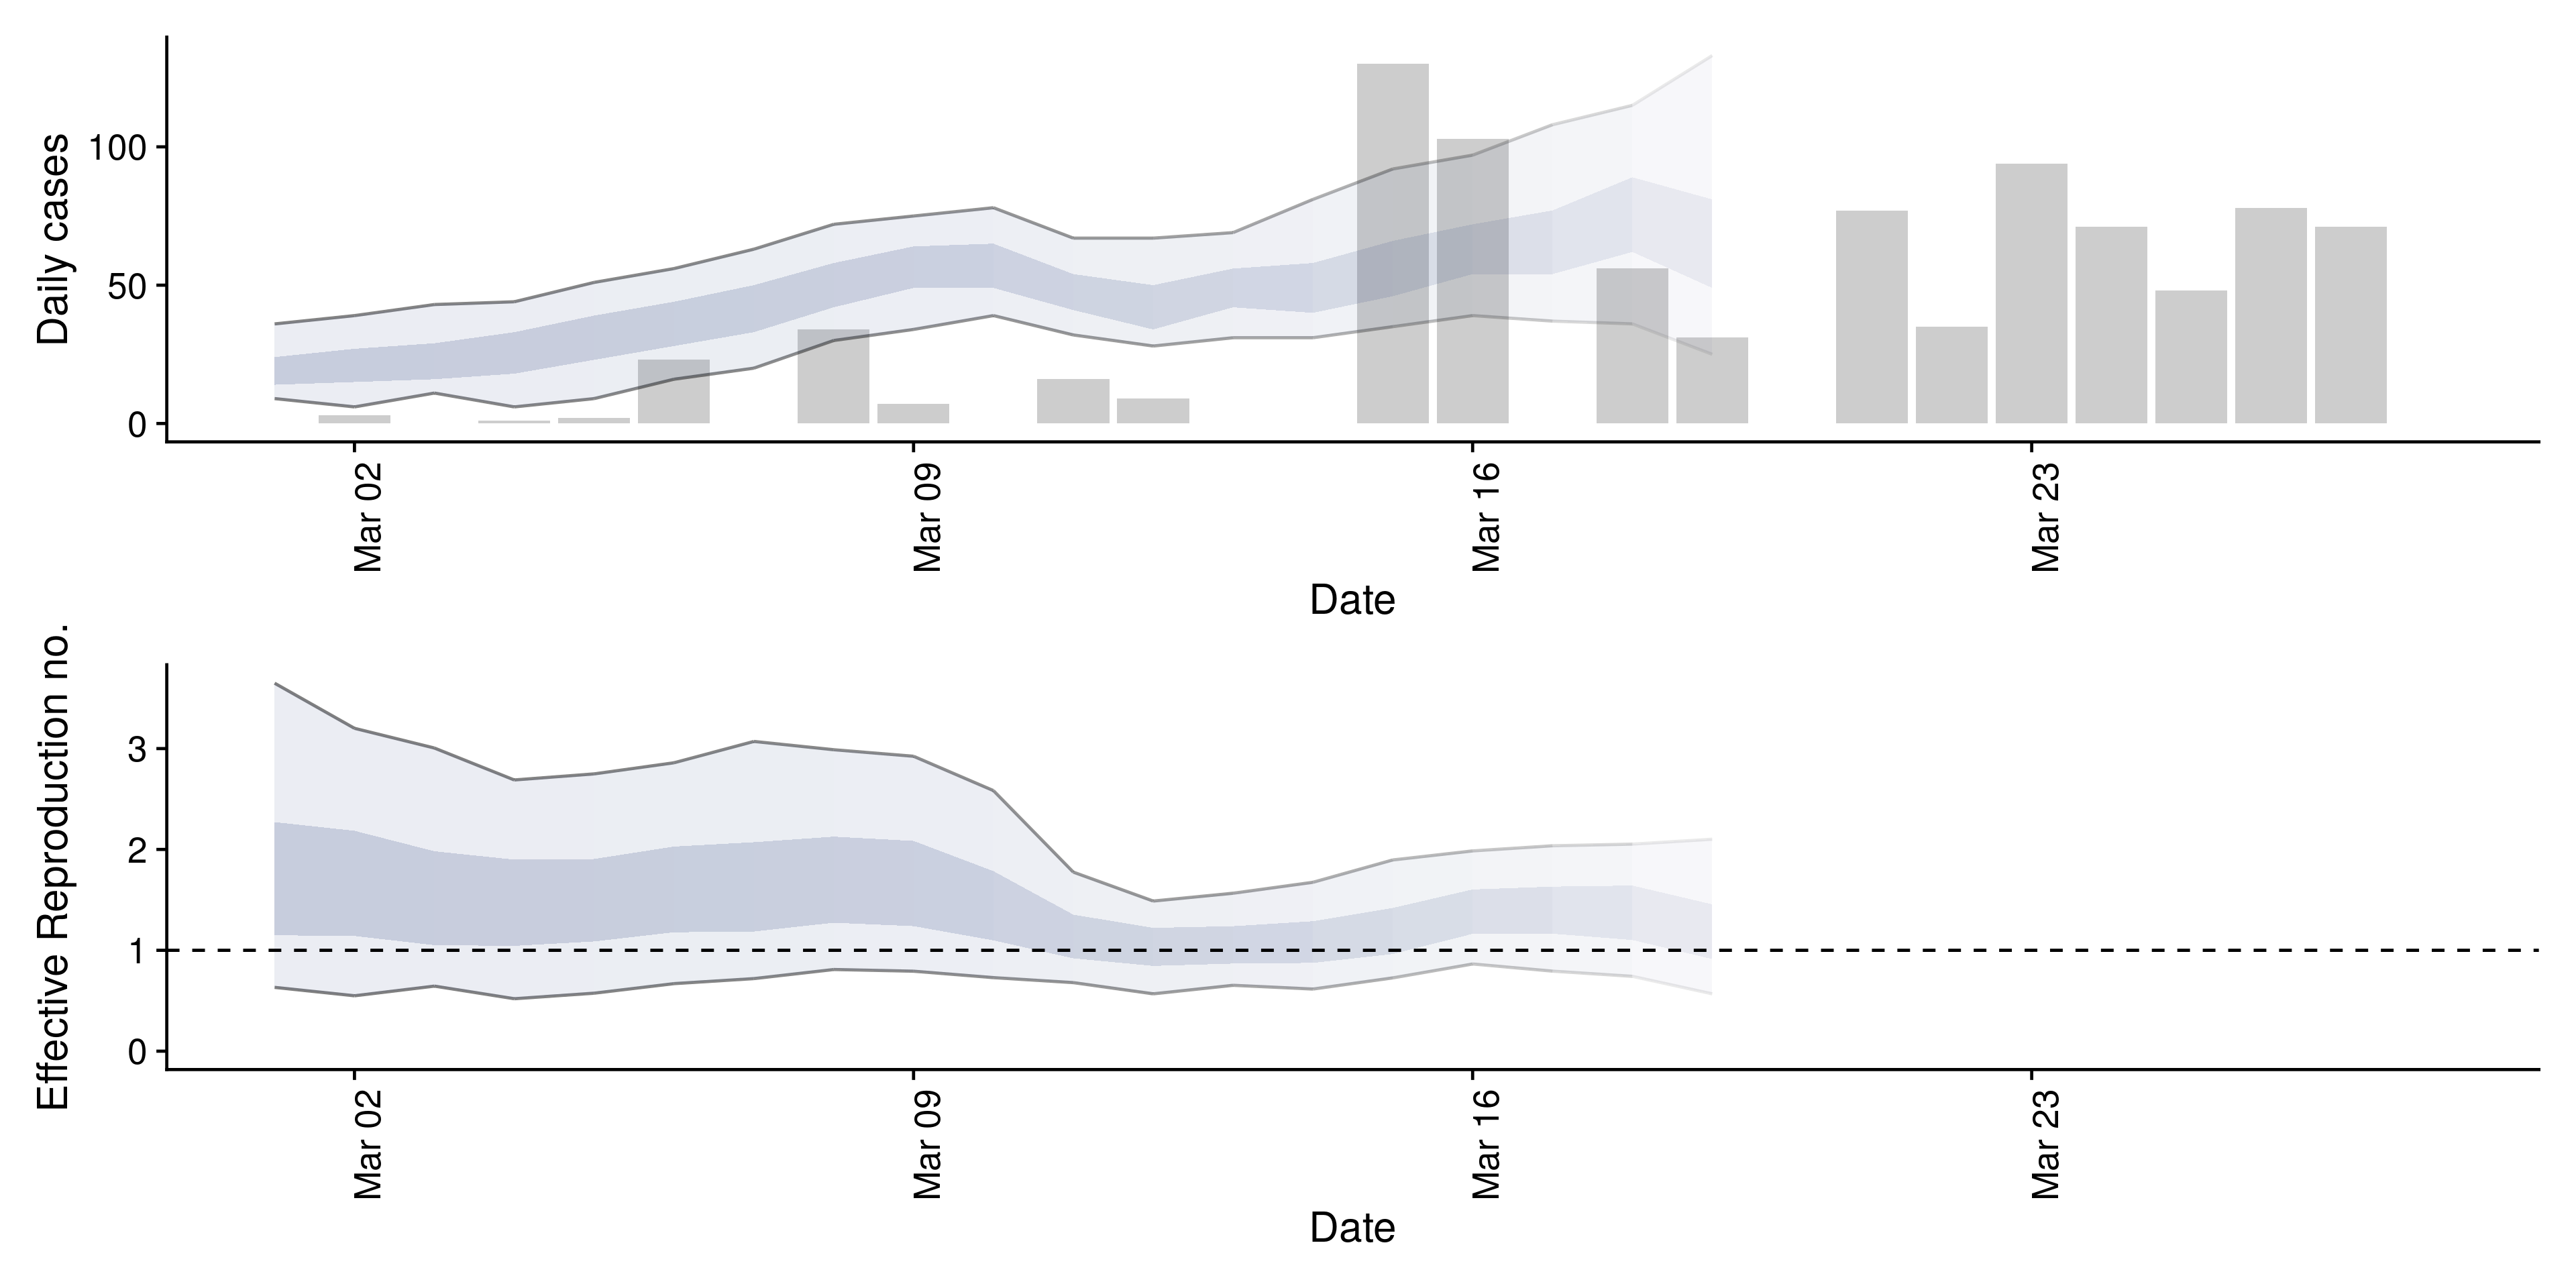 Daily cases
100
50
0
Mar 02
Mar 09
Mar 16
Mar 23
Date
Effective Reproduction no.
3
2
1
0
Mar 02
Mar 09
Mar 16
Mar 23
Date